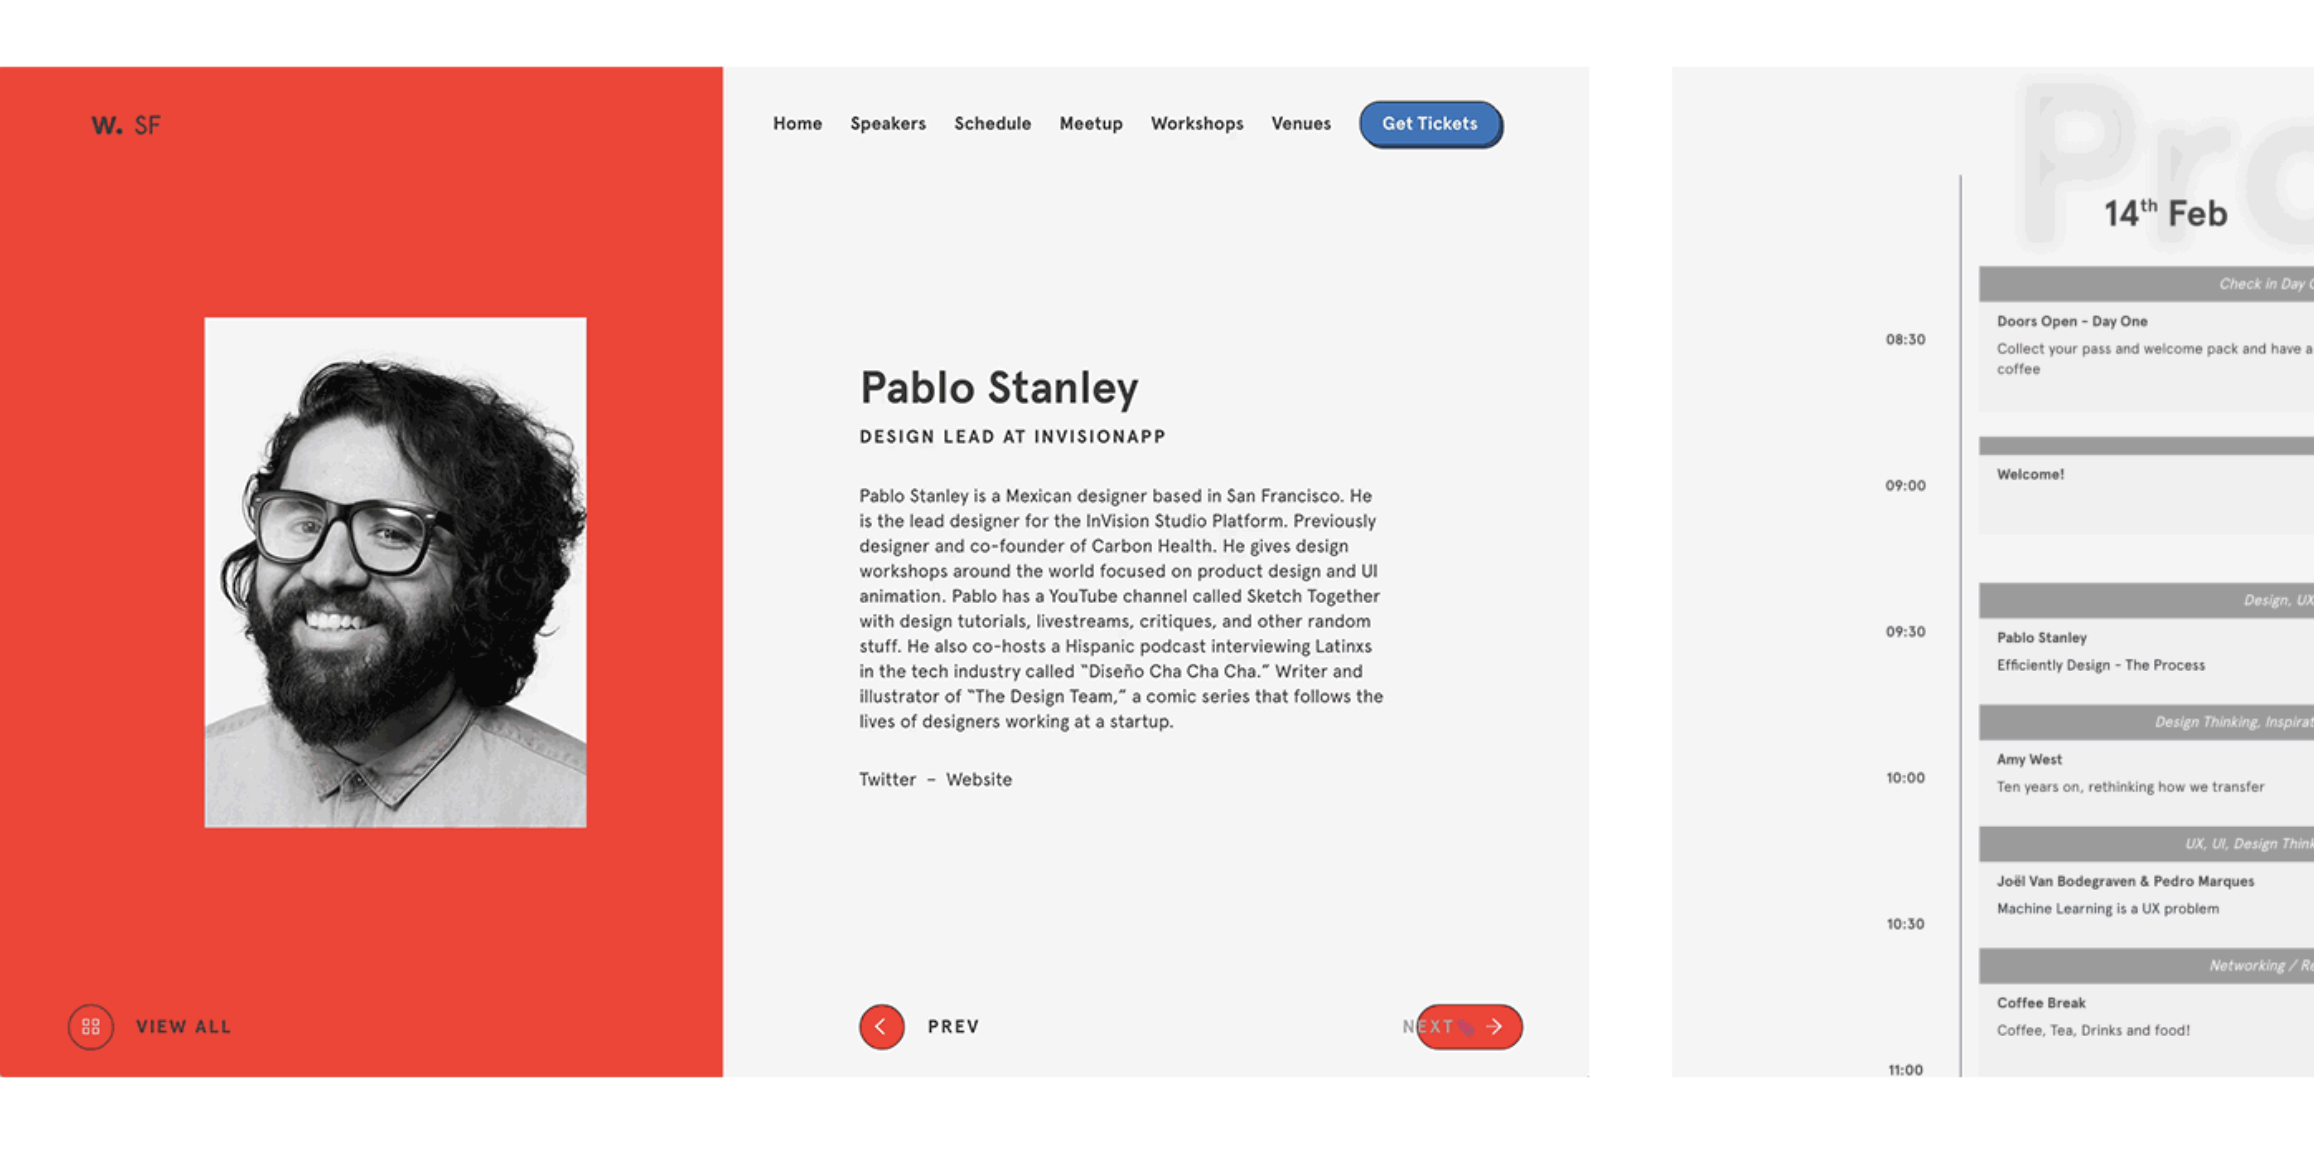 W. SF
Home Speakers Schedule Meetup Workshops Venues Get Tickets
Pablo Stanley
DESIGN LEAD AT INVISIONAPP
Pablo Stanley is a Mexican designer based in San Francisco. He
is the lead designer for the InVision Studio Platform. Previously
designer and co-founder of Carbon Health. He gives design
workshops around the world focused on product design and UI
animation. Pablo has a YouTube channel called Sketch Together
with design tutorials, livestreams, critiques, and other random
stuff. He also co-hosts a Hispanic podcast interviewing Latinxs
in the tech industry called “Diseño Cha Cha Cha.” Writer and
illustrator of “The Design Team,” a comic series that follows the
lives of designers working at a startup.
Twitter – Website
VIEW ALL
PREV
NEXT
14th Feb
Check in Day
08:30
Doors Open - Day One
Collect your pass and welcome pack and have a
coffee
09:00
Welcome!
Design, UX
09:30
Pablo Stanley
Efficiently Design - The Process
Design Thinking,
10:00
Amy West
Ten years on, rethinking how we transfer
UX, UI, Design
10:30
Joël Van Bodegraven & Pedro Marques
Machine Learning is a UX problem
Networking /
Coffee Break
Coffee, Tea, Drinks and food!
11:00